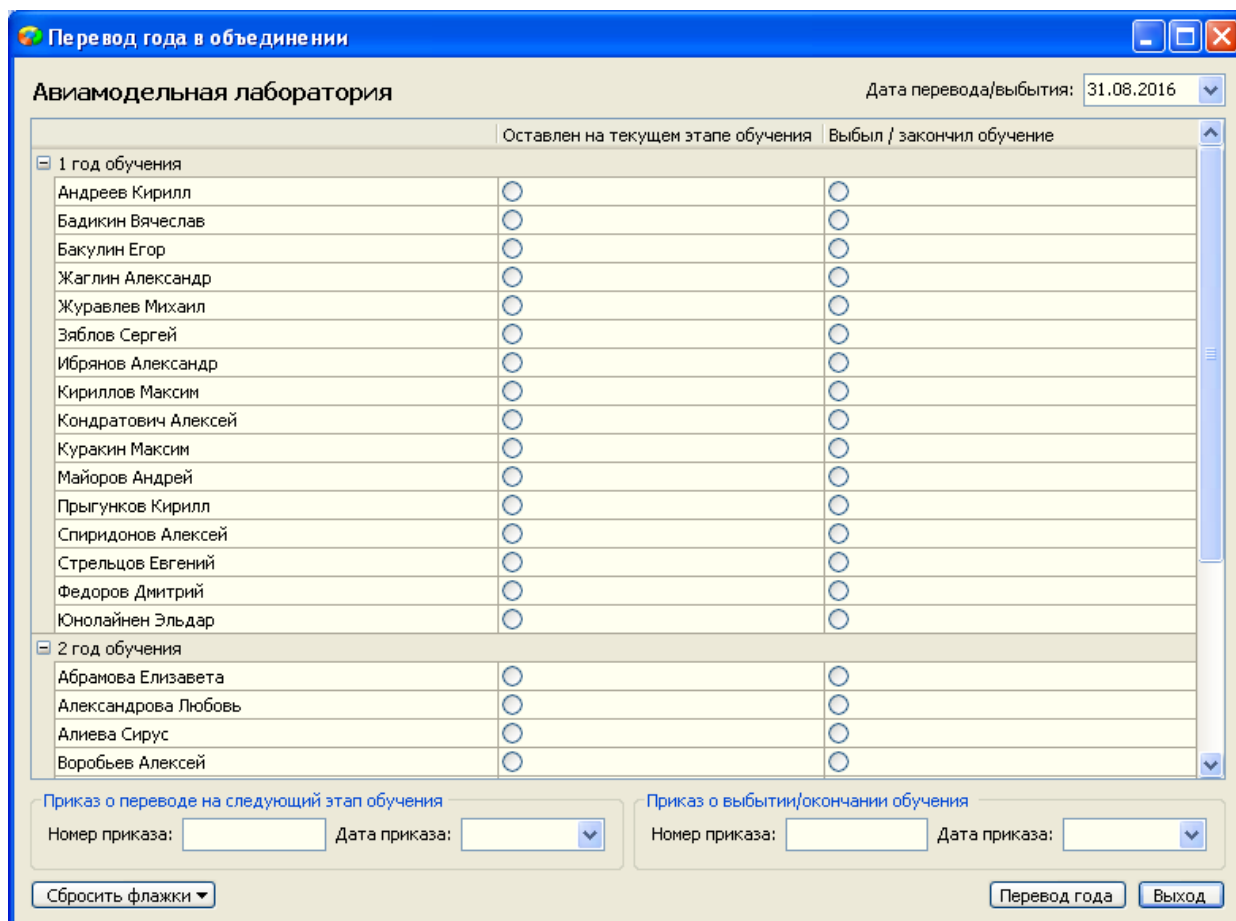 Перевод года в объединении
Авиамодельная лаборатория Дата перевода/выбытия: 31.08.2016
Оставлен на текущем этапе обучения Выбыл / закончил обучение
1 год обучения
Андреев Кирилл
Бадикин Вячеслав
Бакулин Егор
Жаглин Александр
Журавлев Михаил
Зяблов Сергей
Ибрянов Александр
Кириллов Максим
Кондратович Алексей
Куракин Максим
Майоров Андрей
Прыгунков Кирилл
Спиридонов Алексей
Стрельцов Евгений
Федоров Дмитрий
Юнолайнен Эльдар
2 год обучения
Абрамова Елизавета
Александрова Любовь
Алиева Сирус
Воробьев Алексей
Приказ о переводе на следующий этап обучения Приказ о выбытии/окончании обучения
Номер приказа: Дата приказа: Номер приказа: Дата приказа:
Сбросить флажки Перевод года Выход